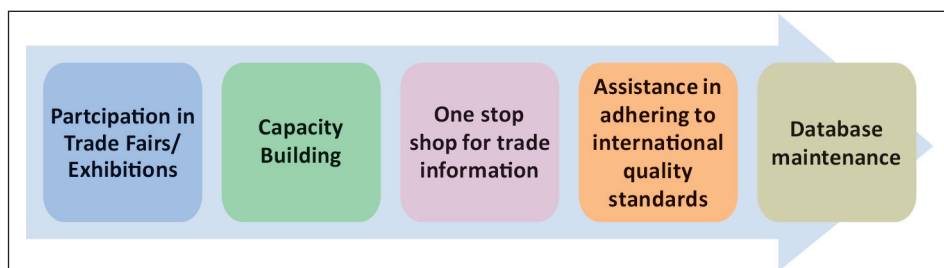 Partcipation in
Trade Fairs/
Exhibitions
Capacity
Building
One stop
shop for trade
information
Assistance in
adhering to
international
quality
standards
Database
maintenance